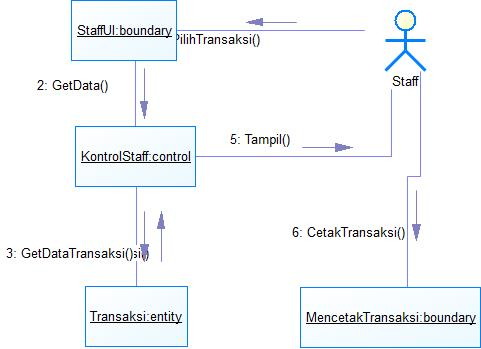 StaffUI:boundary
PilihTransaksi()
Staff
2: GetData()
KontrolStaff:control
5: Tampil()
6: CetakTransaksi()
3: GetDataTransaksi()
Transaksi:entity
MencetakTransaksi:boundary